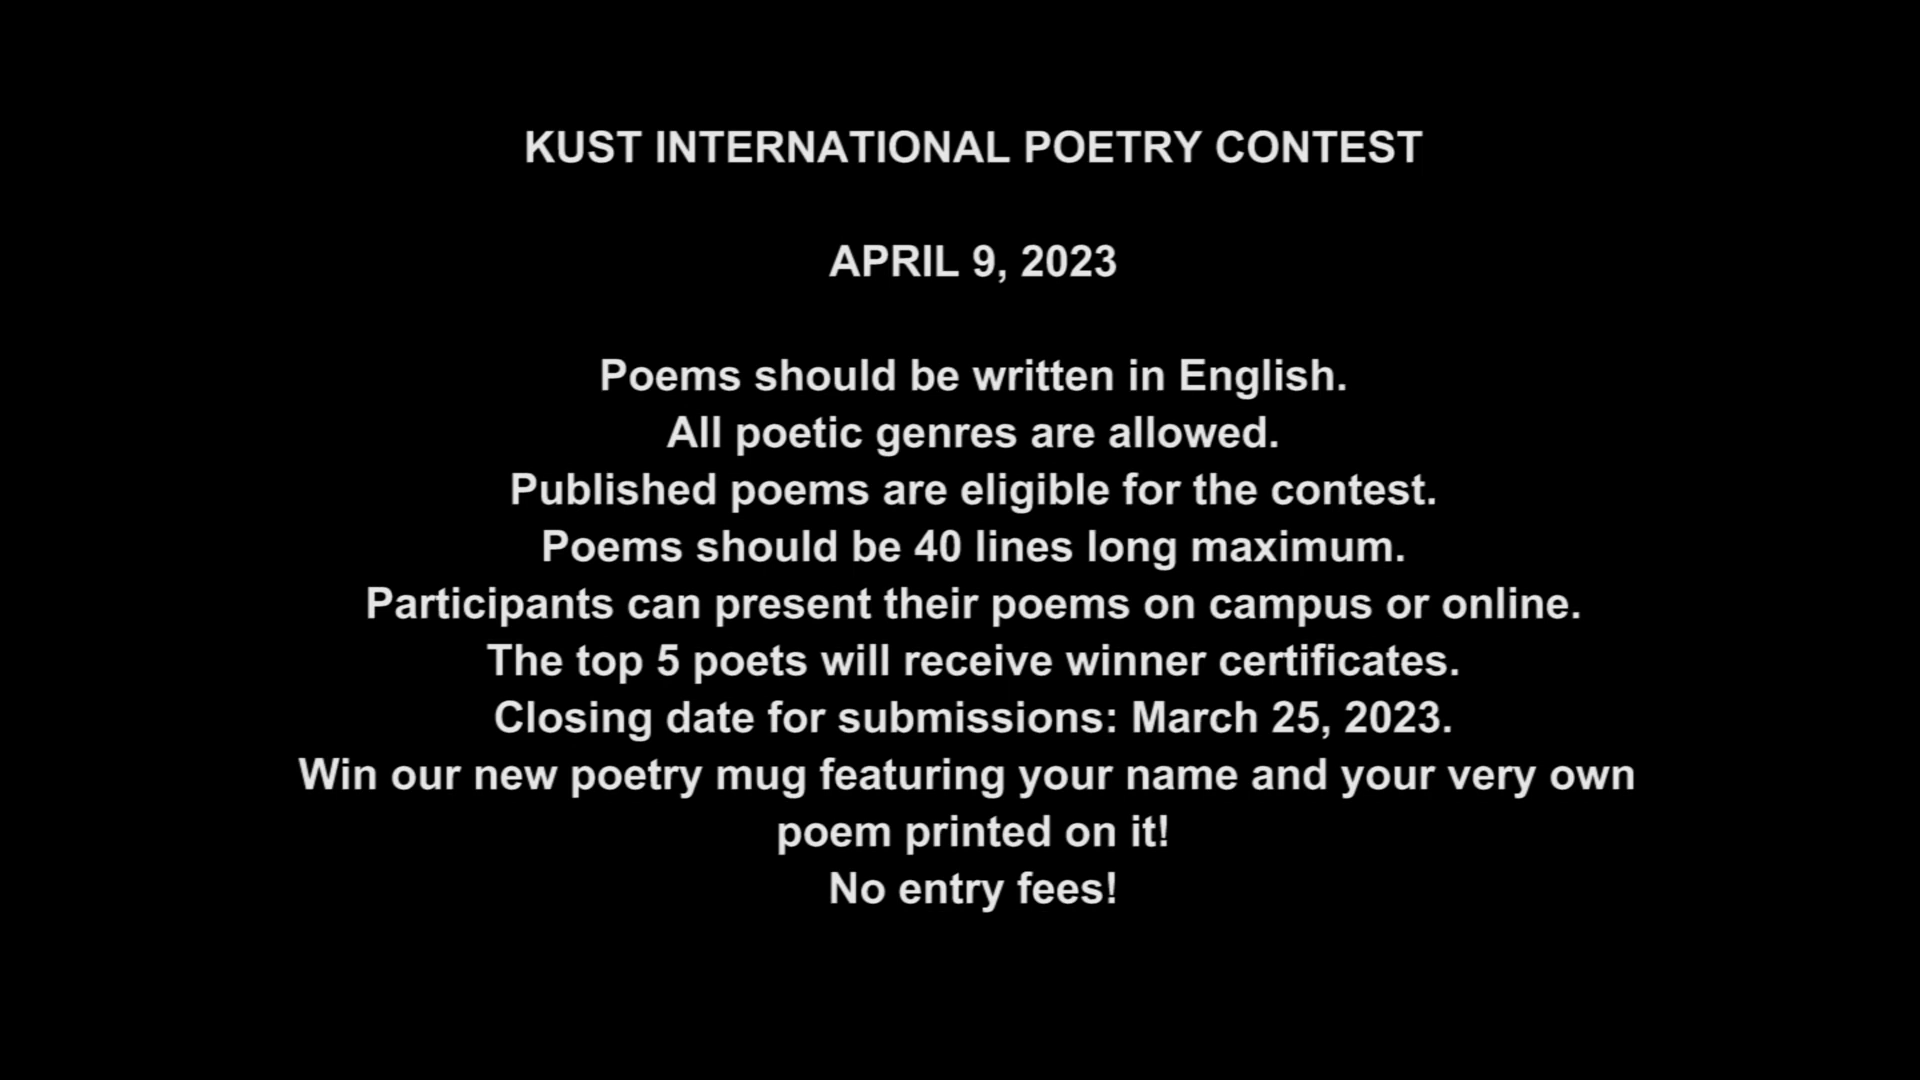 KUST INTERNATIONAL POETRY CONTEST
APRIL 9, 2023
Poems should be written in English.
All poetic genres are allowed.
Published poems are eligible for the contest.
Poems should be 40 lines long maximum.
Participants can present their poems on campus or online.
The top 5 poets will receive winner certificates.
Closing date for submissions: March 25, 2023.
Win our new poetry mug featuring your name and your very own
poem printed on it!
No entry fees!